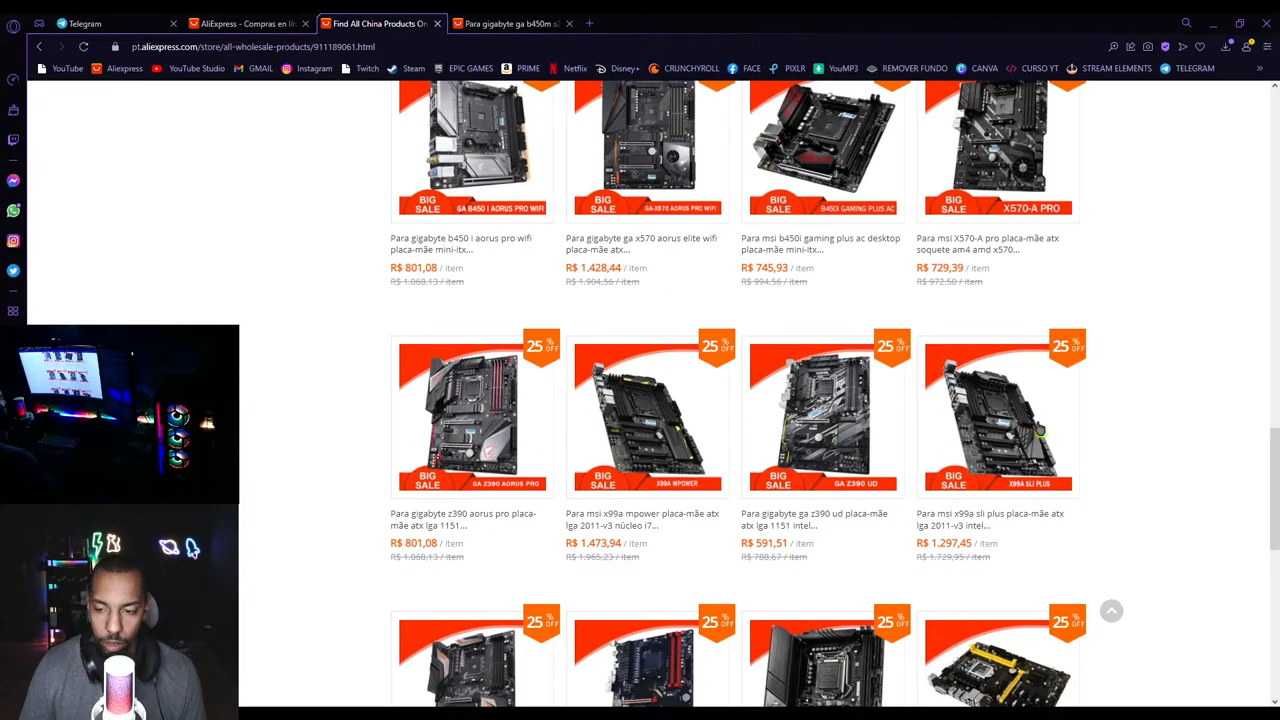 Telegram
AliExpress - Compras en lín
Find All China Products On
Para gigabyte ga b450m s2
pt.aliexpress.com/store/all-wholesale-products/911189061.html
YouTube
Aliexpress
YouTube Studio
GMAIL
Instagram
Twitch
Steam
EPIC GAMES
PRIME
Netflix
Disney+
CRUNCHYROLL
FACE
PIXLR
YouMP3
REMOVER FUNDO
CANVA
CURSO YT
STREAM ELEMENTS
TELEGRAM
BIG SALE GA B450 I AORUS PRO WIFI
BIG SALE GA-X570 AORUS PRO WIFI
BIG SALE B450I GAMING PLUS AC
BIG SALE X570-A PRO
Para gigabyte b450 i aorus pro wifi
placa-mãe mini-itx...
R$ 801,08 / item
R$ 1.068,13 / item
Para gigabyte ga x570 aorus elite wifi
placa-mãe atx...
R$ 1.428,44 / item
R$ 1.904,56 / item
Para msi b450i gaming plus ac desktop
placa-mãe mini-itx...
R$ 745,93 / item
R$ 994,56 / item
Para msi X570-A pro placa-mãe atx
soquete am4 amd x570...
R$ 729,39 / item
R$ 972,50 / item
25 % OFF
25 % OFF
25 % OFF
25 % OFF
BIG SALE GA Z390 AORUS PRO
BIG SALE X99A MPOWER
BIG SALE GA Z390 UD
BIG SALE X99A SLI PLUS
Para gigabyte z390 aorus pro placa-
mãe atx lga 1151...
R$ 801,08 / item
R$ 1.068,13 / item
Para msi x99a mpower placa-mãe atx
lga 2011-v3 núcleo i7...
R$ 1.473,94 / item
R$ 1.965,23 / item
Para gigabyte ga z390 ud placa-mãe
atx lga 1151 intel...
R$ 591,51 / item
R$ 788,67 / item
Para msi x99a sli plus placa-mãe atx
lga 2011-v3 intel...
R$ 1.297,45 / item
R$ 1.729,95 / item
25 % OFF
25 % OFF
25 % OFF
25 % OFF